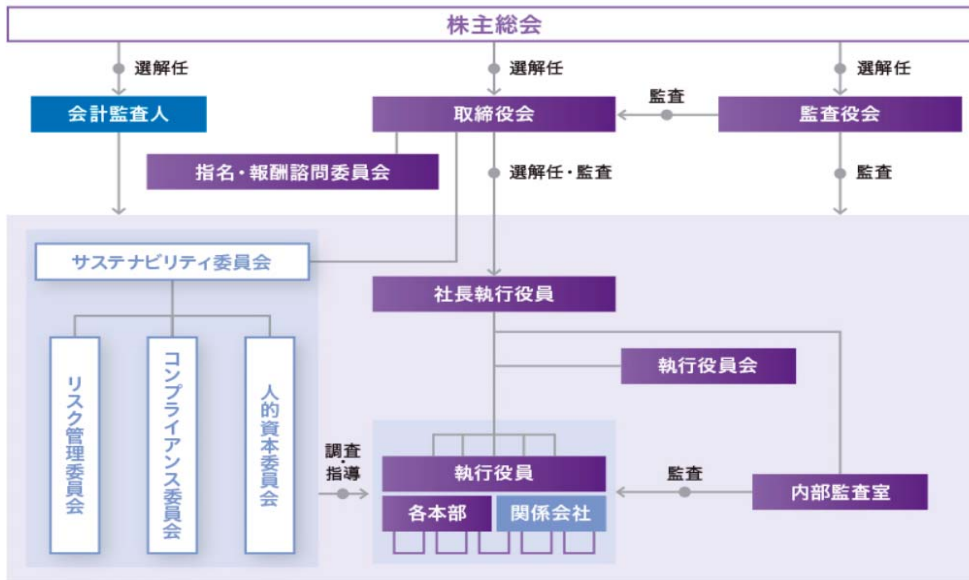 株主総会
選解任
選解任
選解任
会計監査人
取締役会
監査
監査役会
指名・報酬諮問委員会
選解任・監査
監査
サステナビリティ委員会
社長執行役員
リスク管理委員会
コンプライアンス委員会
人的資本委員会
執行役員会
調査・指導
執行役員
監査
内部監査室
各本部
関係会社